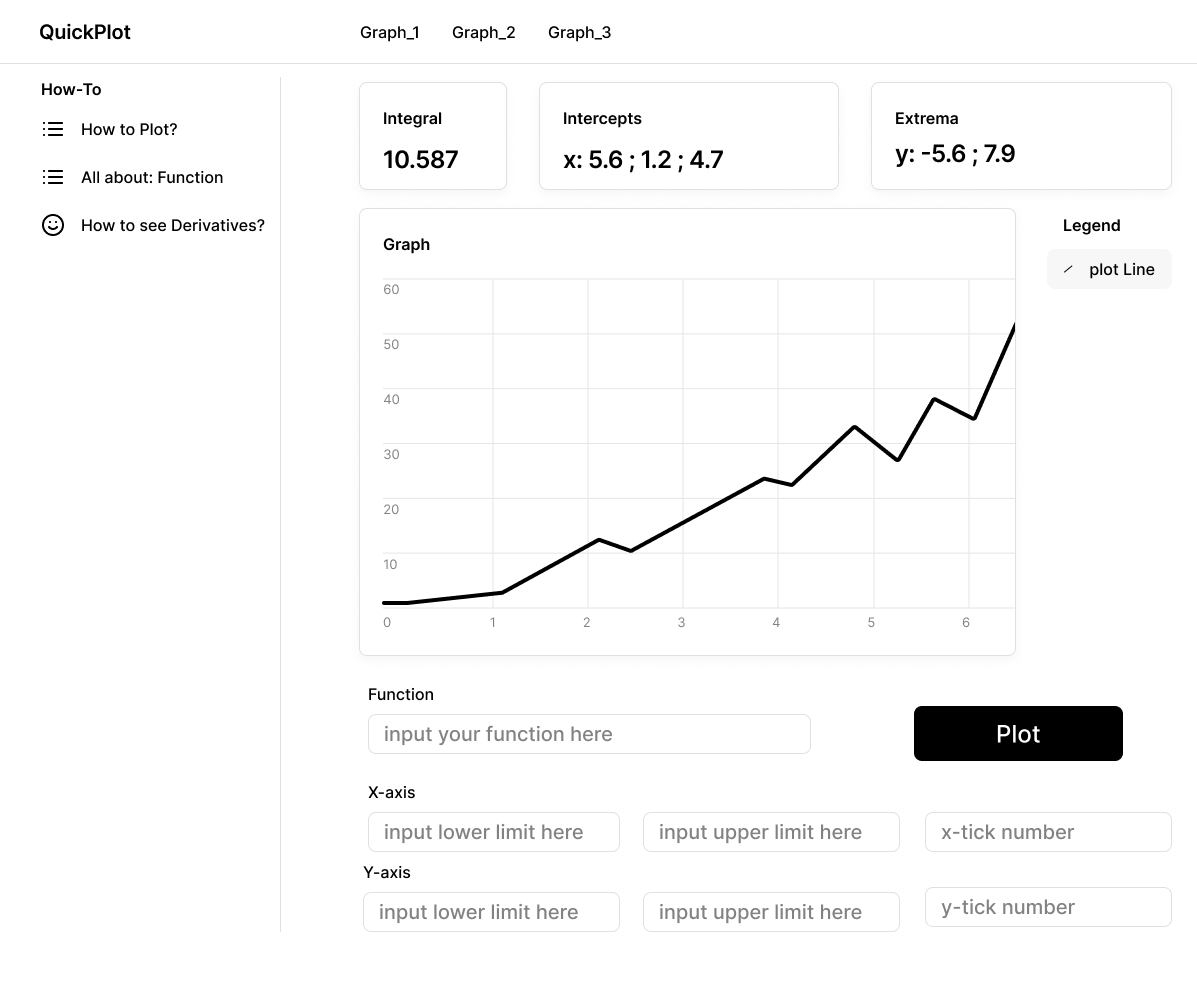 QuickPlot
Graph_1 Graph_2 Graph_3
How-To
How to Plot?
All about: Function
How to see Derivatives?
Integral
10.587
Intercepts
x: 5.6 ; 1.2 ; 4.7
Extrema
y: -5.6 ; 7.9
Graph
60
50
40
30
20
10
0 1 2 3 4 5 6
Legend
plot Line
Function
input your function here
Plot
X-axis
input lower limit here input upper limit here x-tick number
Y-axis
input lower limit here input upper limit here y-tick number